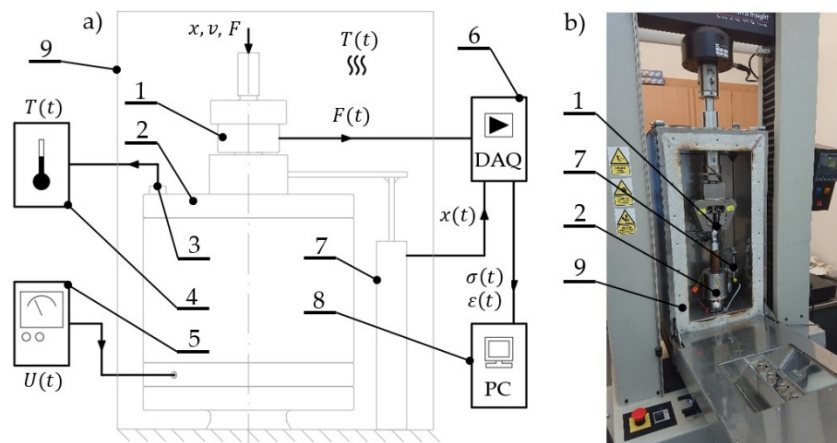 a)
x, v, F
T(t)
9
6
1
T(t)
F(t)
2
DAQ
x(t)
3
7
σ(t)
ε(t)
4
8
5
U(t)
PC
b)
1
7
2
9